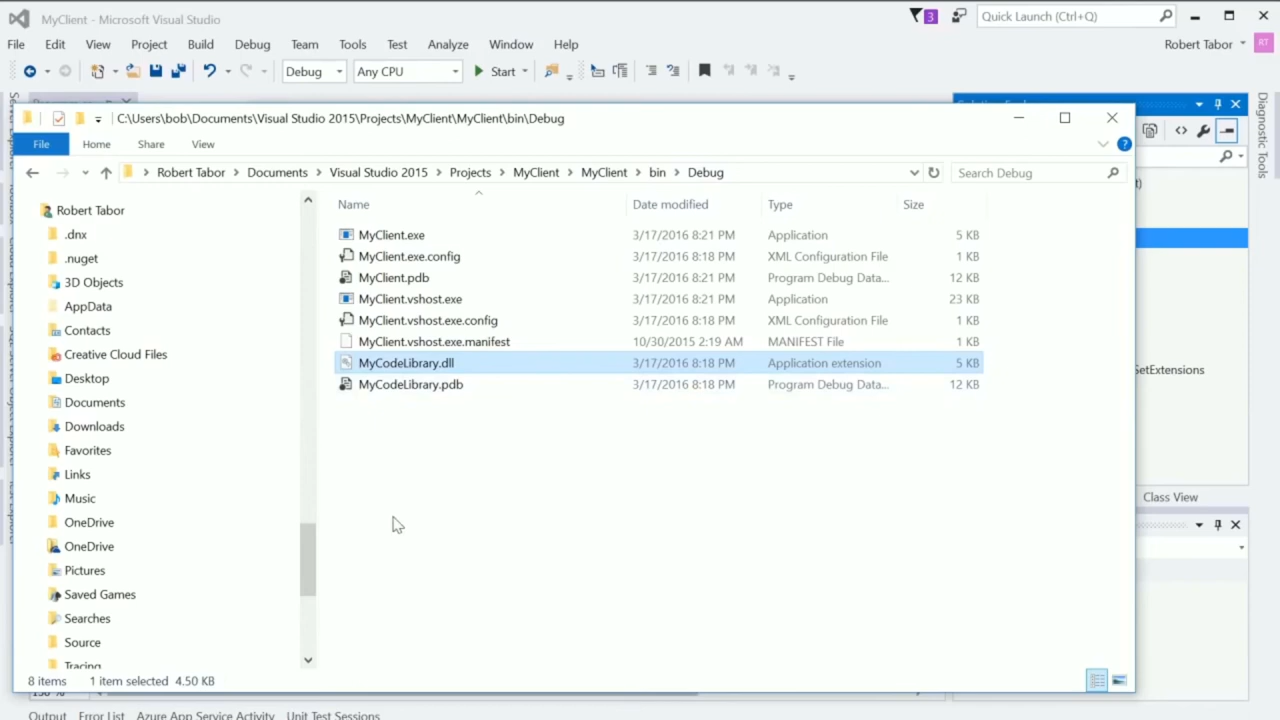 MyClient - Microsoft Visual Studio
3
Quick Launch (Ctrl+Q)
File Edit View Project Build Debug Team Tools Test Analyze Window Help
Robert Tabor RT
Debug Any CPU Start
C:\Users\bob\Documents\Visual Studio 2015\Projects\MyClient\MyClient\bin\Debug
File Home Share View
Robert Tabor > Documents > Visual Studio 2015 > Projects > MyClient > MyClient > bin > Debug
Search Debug
Name Date modified Type Size
Robert Tabor
.dnx
.nuget
3D Objects
AppData
Contacts
Creative Cloud Files
Desktop
Documents
Downloads
Favorites
Links
Music
OneDrive
OneDrive
Pictures
Saved Games
Searches
Source
Tracing
MyClient.exe 3/17/2016 8:21 PM Application 5 KB
MyClient.exe.config 3/17/2016 8:18 PM XML Configuration File 1 KB
MyClient.pdb 3/17/2016 8:21 PM Program Debug Data... 12 KB
MyClient.vshost.exe 3/17/2016 8:21 PM Application 23 KB
MyClient.vshost.exe.config 3/17/2016 8:18 PM XML Configuration File 1 KB
MyClient.vshost.exe.manifest 10/30/2015 2:19 AM MANIFEST File 1 KB
MyCodeLibrary.dll 3/17/2016 8:18 PM Application extension 5 KB
MyCodeLibrary.pdb 3/17/2016 8:18 PM Program Debug Data... 12 KB
8 items 1 item selected 4.50 KB
Diagnostic Tools
Class View
Output Error List Azure App Service Activity Unit Test Sessions